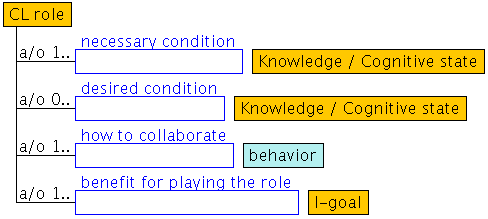 CL role
necessary condition
a/o 1.. Knowledge / Cognitive state
desired condition
a/o 0.. Knowledge / Cognitive state
how to collaborate
a/o 1.. behavior
benefit for playing the role
a/o 1.. I-goal